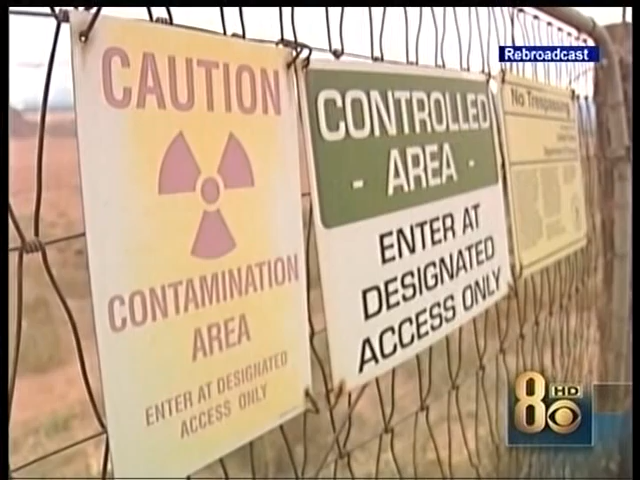 Rebroadcast
CAUTION
CONTAMINATION
AREA
ENTER AT DESIGNATED
ACCESS ONLY
CONTROLLED
- AREA -
ENTER AT
DESIGNATED
ACCESS ONLY
No Trespassing
8 HD